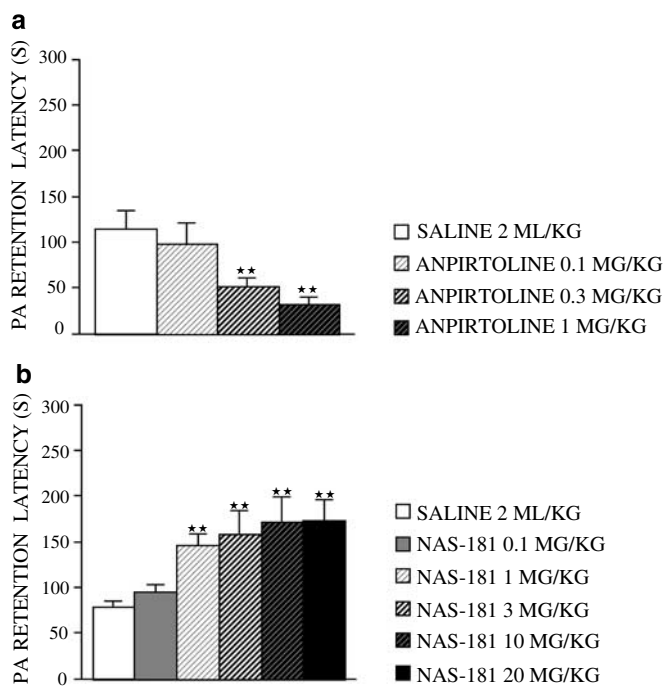 a
PA RETENTION LATENCY (S)
300
250
200
150
100
50
0
★★
★★
SALINE 2 ML/KG
ANPIRTOLINE 0.1 MG/KG
ANPIRTOLINE 0.3 MG/KG
ANPIRTOLINE 1 MG/KG
b
PA RETENTION LATENCY (S)
300
250
200
150
100
50
0
★★
★★
★★
★★
SALINE 2 ML/KG
NAS-181 0.1 MG/KG
NAS-181 1 MG/KG
NAS-181 3 MG/KG
NAS-181 10 MG/KG
NAS-181 20 MG/KG